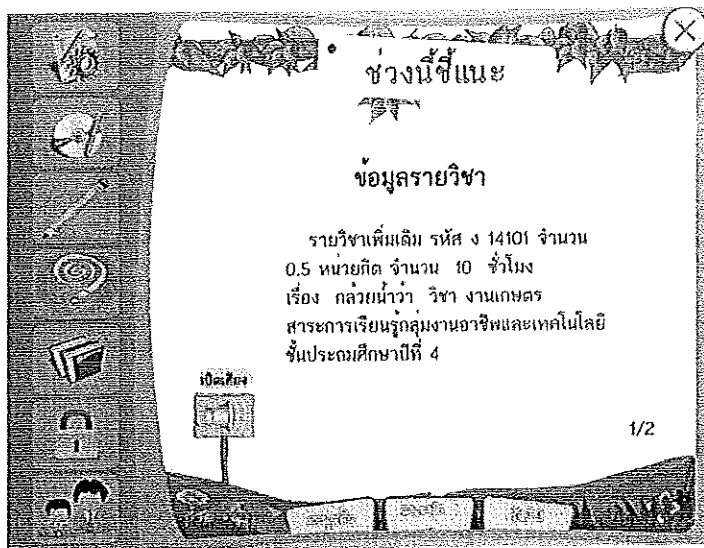 ช่วงนี้ชี้แนะ
ข้อมูลรายวิชา
รายวิชาเพิ่มเติม รหัส ง 14101 จำนวน
0.5 หน่วยกิต จำนวน 10 ชั่วโมง
เรื่อง กล้วยน้ำว้า วิชา งานเกษตร
สาระการเรียนรู้กลุ่มงานอาชีพและเทคโนโลยี
ชั้นประถมศึกษาปีที่ 4
เปิดเสียง
1/2